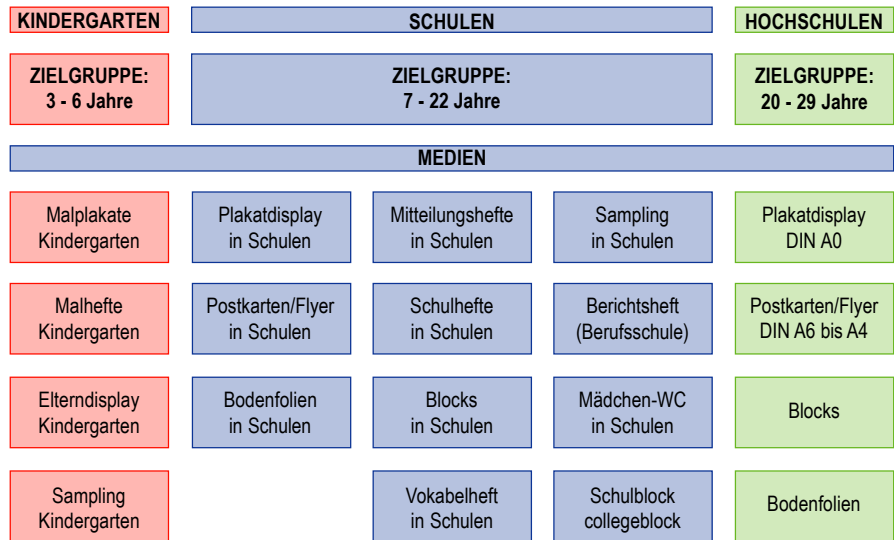 KINDERGARTEN
SCHULEN
HOCHSCHULEN
ZIELGRUPPE:
3 - 6 Jahre
ZIELGRUPPE:
7 - 22 Jahre
ZIELGRUPPE:
20 - 29 Jahre
MEDIEN
Malplakate
Kindergarten
Plakatdisplay
in Schulen
Mitteilungshefte
in Schulen
Sampling
in Schulen
Plakatdisplay
DIN A0
Malhefte
Kindergarten
Postkarten/Flyer
in Schulen
Schulhefte
in Schulen
Berichtsheft
(Berufsschule)
Postkarten/Flyer
DIN A6 bis A4
Elterndisplay
Kindergarten
Bodenfolien
in Schulen
Blocks
in Schulen
Mädchen-WC
in Schulen
Blocks
Sampling
Kindergarten
Vokabelheft
in Schulen
Schulblock
collegeblock
Bodenfolien